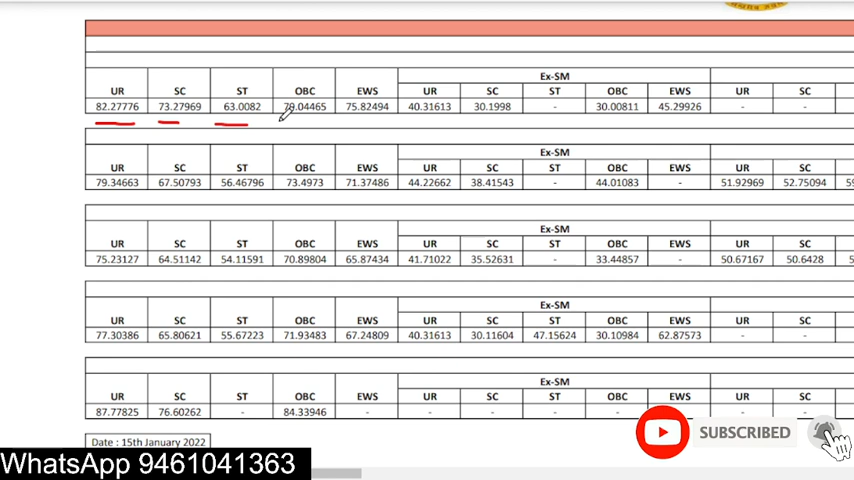 Ex-SM
UR SC ST OBC EWS UR SC ST OBC EWS UR SC
82.27776 73.27969 63.0082 79.04465 75.82494 40.31613 30.1998 - 30.00811 45.29926 - -
Ex-SM
UR SC ST OBC EWS UR SC ST OBC EWS UR SC
79.34663 67.50793 56.46796 73.4973 71.37486 44.22662 38.41543 - 44.01083 - 51.92969 52.75094
Ex-SM
UR SC ST OBC EWS UR SC ST OBC EWS UR SC
75.23127 64.51142 54.11591 70.89804 65.87434 41.71022 35.52631 - 33.44857 - 50.67167 50.6428
Ex-SM
UR SC ST OBC EWS UR SC ST OBC EWS UR SC
77.30386 65.80621 55.67223 71.93483 67.24809 40.31613 30.11604 47.15624 30.10984 62.87573 - -
Ex-SM
UR SC ST OBC EWS UR SC ST OBC EWS UR SC
87.77825 76.60262 - 84.33946 - - - - -
Date : 15th January 2022
SUBSCRIBED
WhatsApp 9461041363